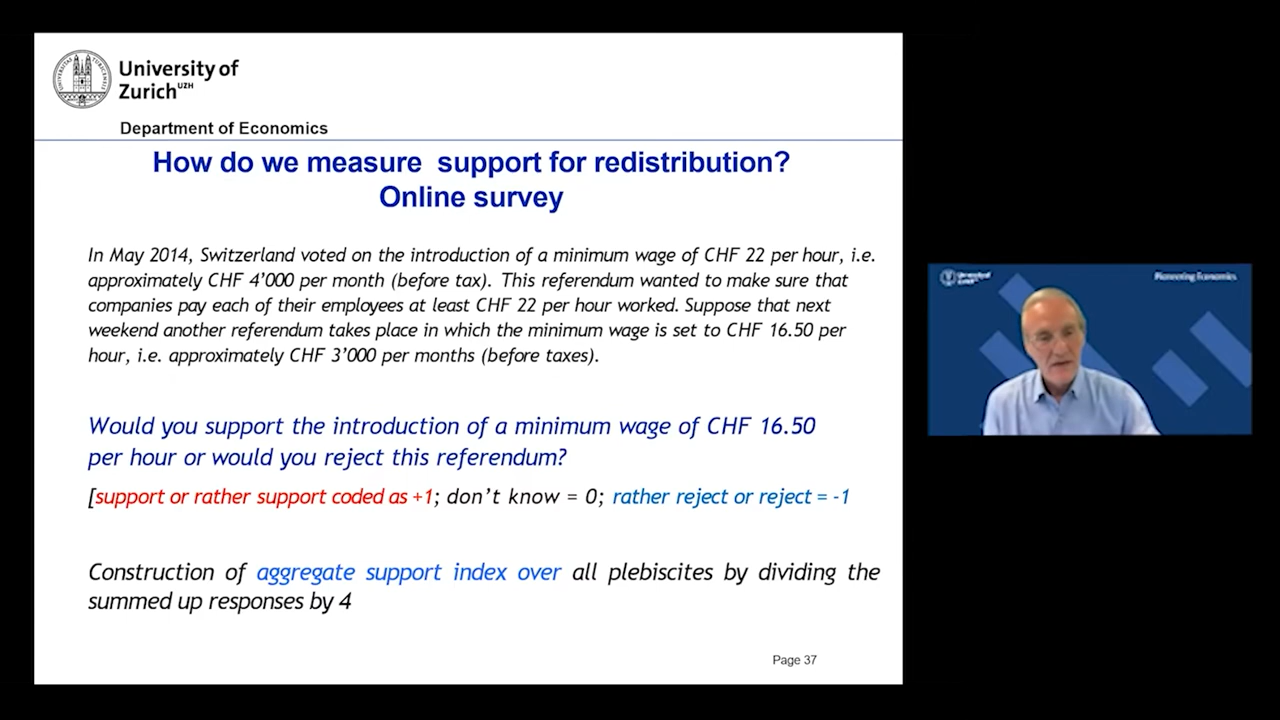 University of
Zurich UZH
Department of Economics
How do we measure support for redistribution?
Online survey
In May 2014, Switzerland voted on the introduction of a minimum wage of CHF 22 per hour, i.e.
approximately CHF 4’000 per month (before tax). This referendum wanted to make sure that
companies pay each of their employees at least CHF 22 per hour worked. Suppose that next
weekend another referendum takes place in which the minimum wage is set to CHF 16.50 per
hour, i.e. approximately CHF 3’000 per months (before taxes).
Would you support the introduction of a minimum wage of CHF 16.50
per hour or would you reject this referendum?
[support or rather support coded as +1; don’t know = 0; rather reject or reject = -1
Construction of aggregate support index over all plebiscites by dividing the
summed up responses by 4
Page 37
University of
Zurich
Pioneering Economics